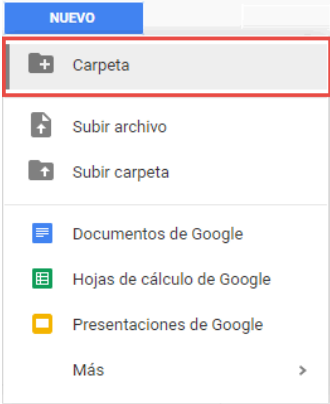 NUEVO
Carpeta
Subir archivo
Subir carpeta
Documentos de Google
Hojas de cálculo de Google
Presentaciones de Google
Más